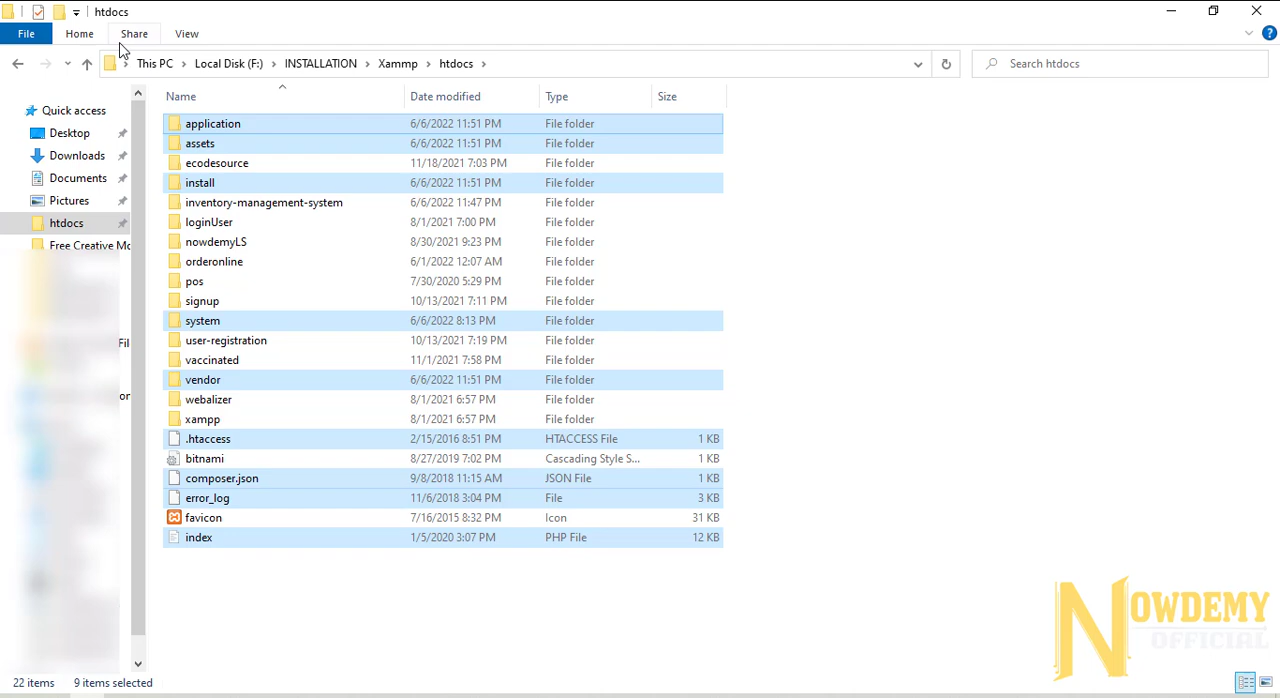 htdocs
File Home Share View
This PC Local Disk (F:) INSTALLATION Xammp htdocs Search htdocs
Name Date modified Type Size
Quick access
Desktop
Downloads
Documents
Pictures
htdocs
Free Creative Mo
application 6/6/2022 11:51 PM File folder
assets 6/6/2022 11:51 PM File folder
ecodesource 11/18/2021 7:03 PM File folder
install 6/6/2022 11:51 PM File folder
inventory-management-system 6/6/2022 11:47 PM File folder
loginUser 8/1/2021 7:00 PM File folder
nowdemyLS 8/30/2021 9:23 PM File folder
orderonline 6/1/2022 12:07 AM File folder
pos 7/30/2020 5:29 PM File folder
signup 10/13/2021 7:11 PM File folder
system 6/6/2022 8:13 PM File folder
user-registration 10/13/2021 7:19 PM File folder
vaccinated 11/1/2021 7:58 PM File folder
vendor 6/6/2022 11:51 PM File folder
webalizer 8/1/2021 6:57 PM File folder
xampp 8/1/2021 6:57 PM File folder
.htaccess 2/15/2016 8:51 PM HTACCESS File 1 KB
bitnami 8/27/2019 7:02 PM Cascading Style S...
composer.json 9/8/2018 11:15 AM JSON File 1 KB
error_log 11/6/2018 3:04 PM File 3 KB
favicon 7/16/2015 8:32 PM Icon 31 KB
index 1/5/2020 3:07 PM PHP File 12 KB
Fil
or
NOWDEMY
OFFICIAL
22 items 9 items selected